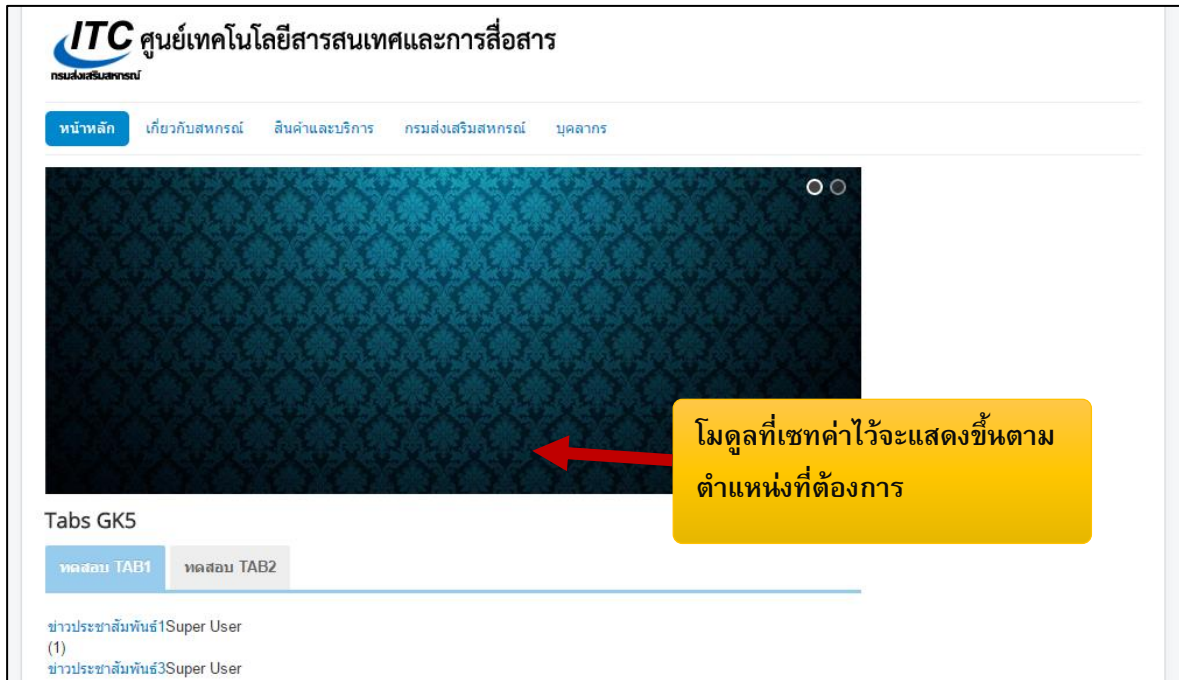 ITC ศูนย์เทคโนโลยีสารสนเทศและการสื่อสาร
กรมส่งเสริมสหกรณ์
หน้าหลัก เกี่ยวกับสหกรณ์ สินค้าและบริการ กรมส่งเสริมสหกรณ์ บุคลากร
โมดูลที่เซทค่าไว้จะแสดงขึ้นตาม
ตำแหน่งที่ต้องการ
Tabs GK5
ทดสอบ TAB1 ทดสอบ TAB2
ข่าวประชาสัมพันธ์1Super User
(1)
ข่าวประชาสัมพันธ์3Super User